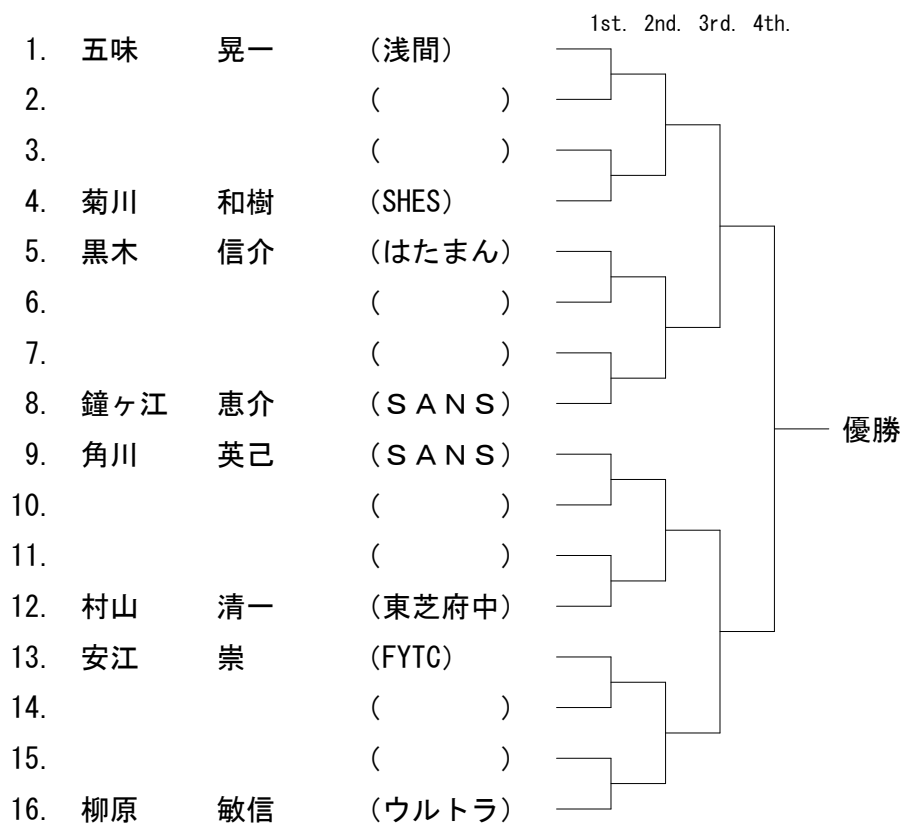 1st. 2nd. 3rd. 4th.
1. 五味 晃一 (浅間)
2. ( )
3. ( )
4. 菊川 和樹 (SHES)
5. 黒木 信介 (はたまん)
6. ( )
7. ( )
8. 鐘ヶ江 恵介 (ＳＡＮＳ)
9. 角川 英己 (ＳＡＮＳ)
優勝
10. ( )
11. ( )
12. 村山 清一 (東芝府中)
13. 安江 崇 (FYTC)
14. ( )
15. ( )
16. 柳原 敏信 (ウルトラ)